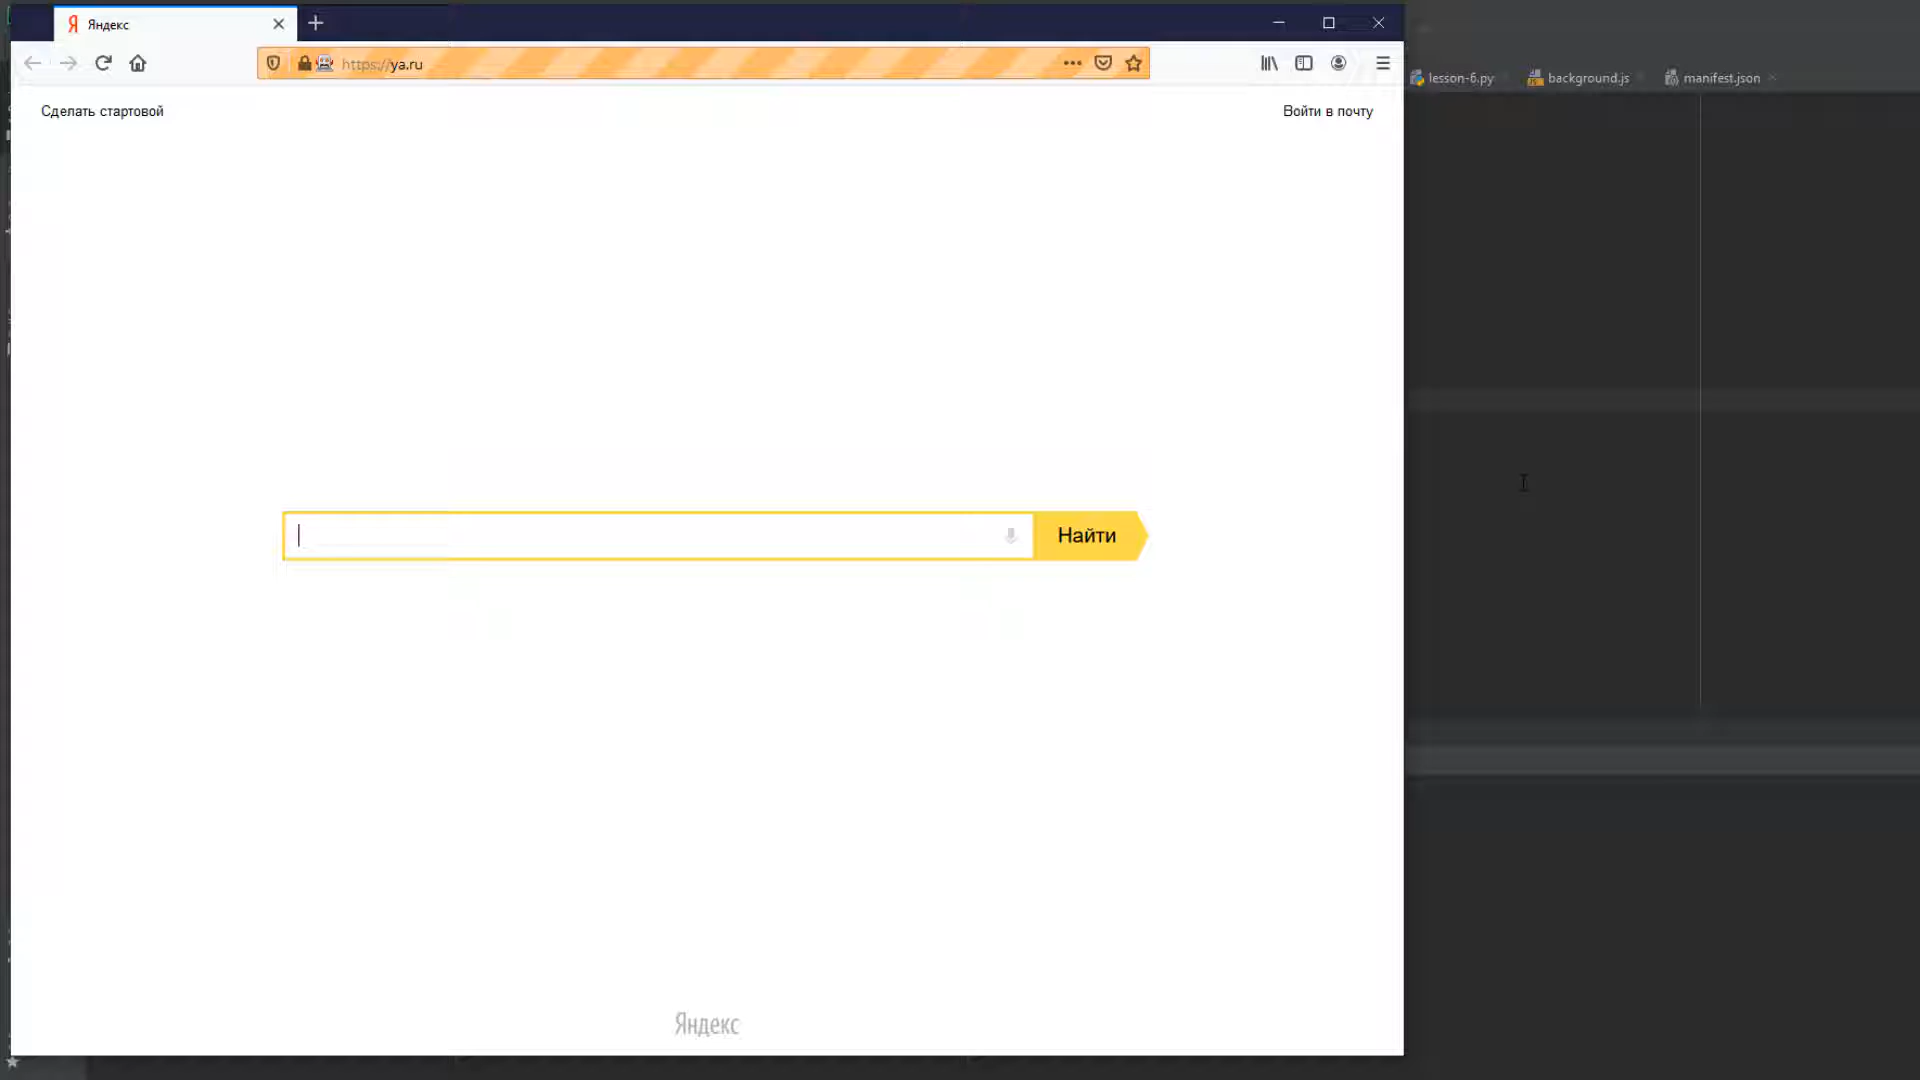 Яндекс
https://ya.ru
lesson-6.py
background.js
manifest.json
Сделать стартовой
Войти в почту
Найти
Яндекс